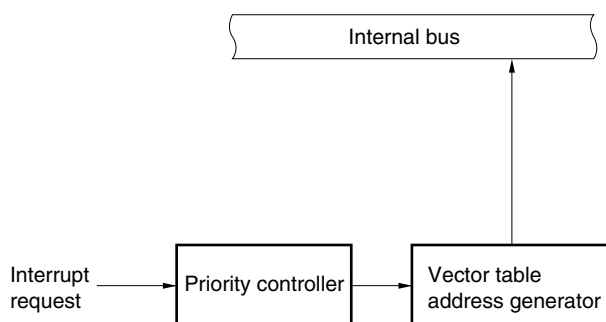 Internal bus
Interrupt
request
Priority controller
Vector table
address generator